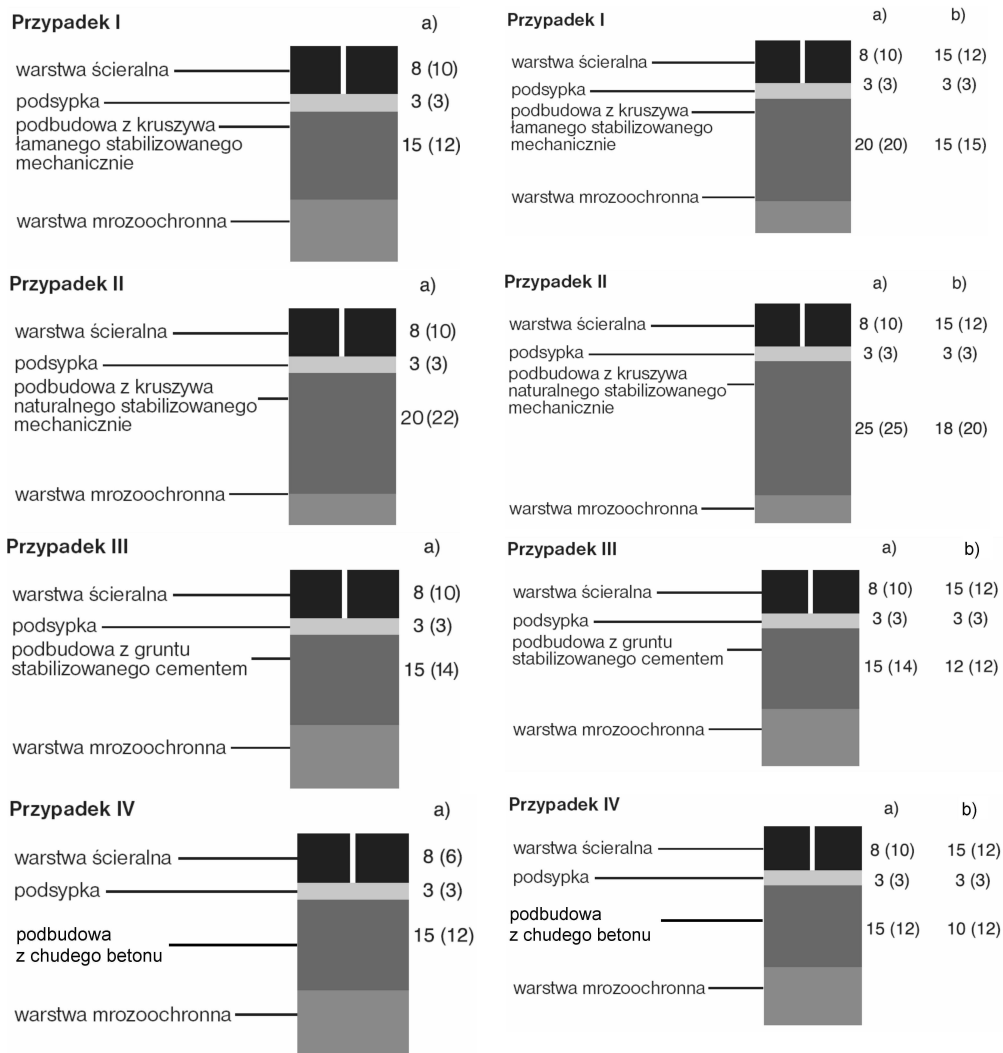 Przypadek I a)
warstwa ścieralna 8 (10)
podsypka 3 (3)
podbudowa z kruszywa
łamanego stabilizowanego 15 (12)
mechanicznie
warstwa mrozoochronna
Przypadek II a)
warstwa ścieralna 8 (10)
podsypka 3 (3)
podbudowa z kruszywa
naturalnego stabilizowanego
mechanicznie 20 (22)
warstwa mrozoochronna
Przypadek III a)
warstwa ścieralna 8 (10)
podsypka 3 (3)
podbudowa z gruntu
stabilizowanego cementem 15 (14)
warstwa mrozoochronna
Przypadek IV a)
warstwa ścieralna 8 (6)
podsypka 3 (3)
podbudowa 15 (12)
z chudego betonu
warstwa mrozoochronna
Przypadek I a) b)
warstwa ścieralna 8 (10) 15 (12)
podsypka 3 (3) 3 (3)
podbudowa z kruszywa
łamanego stabilizowanego
mechanicznie 20 (20) 15 (15)
warstwa mrozoochronna
Przypadek II a) b)
warstwa ścieralna 8 (10) 15 (12)
podsypka 3 (3) 3 (3)
podbudowa z kruszywa
naturalnego stabilizowanego
mechanicznie
25 (25) 18 (20)
warstwa mrozoochronna
Przypadek III a) b)
warstwa ścieralna 8 (10) 15 (12)
podsypka 3 (3) 3 (3)
podbudowa z gruntu
stabilizowanego cementem 15 (14) 12 (12)
warstwa mrozoochronna
Przypadek IV a) b)
warstwa ścieralna 8 (10) 15 (12)
podsypka 3 (3) 3 (3)
podbudowa
z chudego betonu 15 (12) 10 (12)
warstwa mrozoochronna